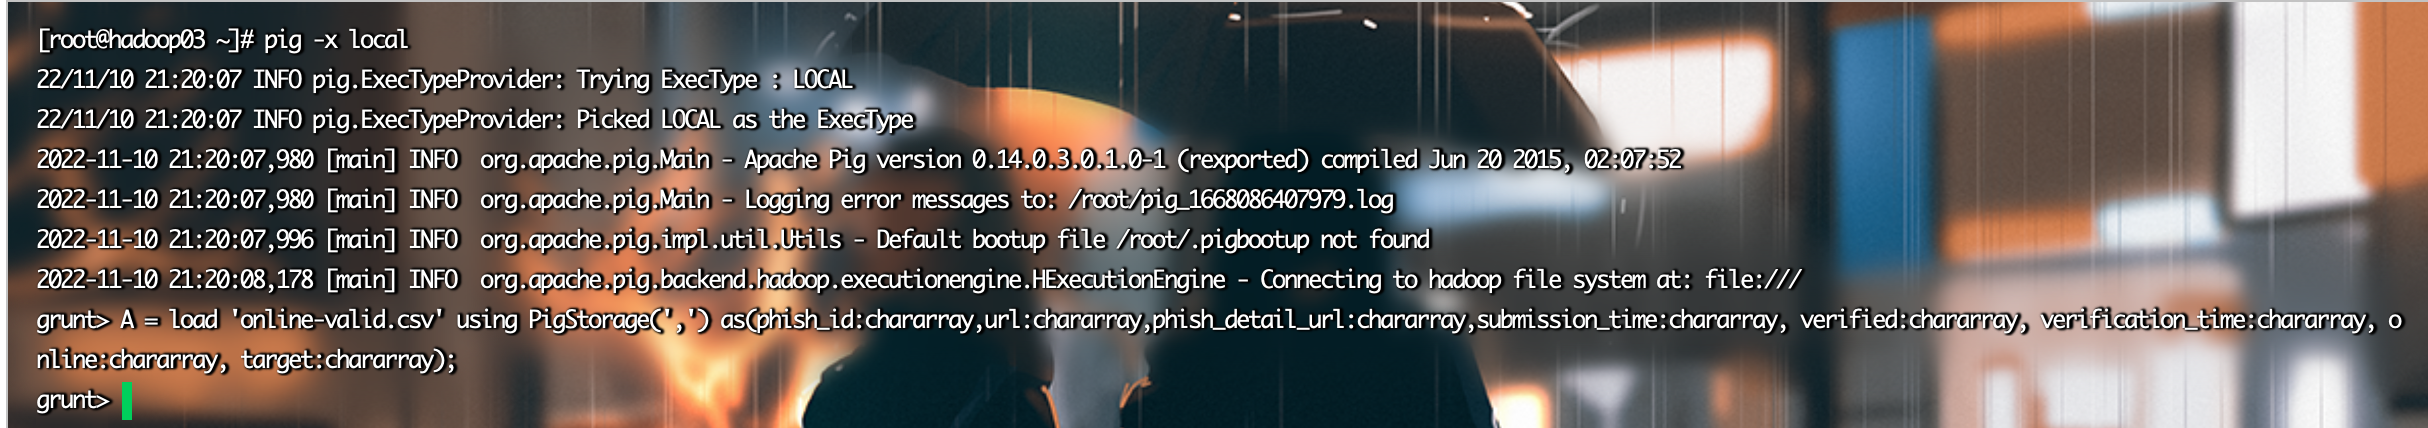 [root@hadoop03 ~]# pig -x local
22/11/10 21:20:07 INFO pig.ExecTypeProvider: Trying ExecType : LOCAL
22/11/10 21:20:07 INFO pig.ExecTypeProvider: Picked LOCAL as the ExecType
2022-11-10 21:20:07,980 [main] INFO  org.apache.pig.Main - Apache Pig version 0.14.0.3.0.1.0-1 (rexported) compiled Jun 20 2015, 02:07:52
2022-11-10 21:20:07,980 [main] INFO  org.apache.pig.Main - Logging error messages to: /root/pig_1668086407979.log
2022-11-10 21:20:07,996 [main] INFO  org.apache.pig.impl.util.Utils - Default bootup file /root/.pigbootup not found
2022-11-10 21:20:08,178 [main] INFO  org.apache.pig.backend.hadoop.executionengine.HExecutionEngine - Connecting to hadoop file system at: file:///
grunt> A = load 'online-valid.csv' using PigStorage(',') as(phish_id:chararray,url:chararray,phish_detail_url:chararray,submission_time:chararray, verified:chararray, verification_time:chararray, o
nline:chararray, target:chararray);
grunt>